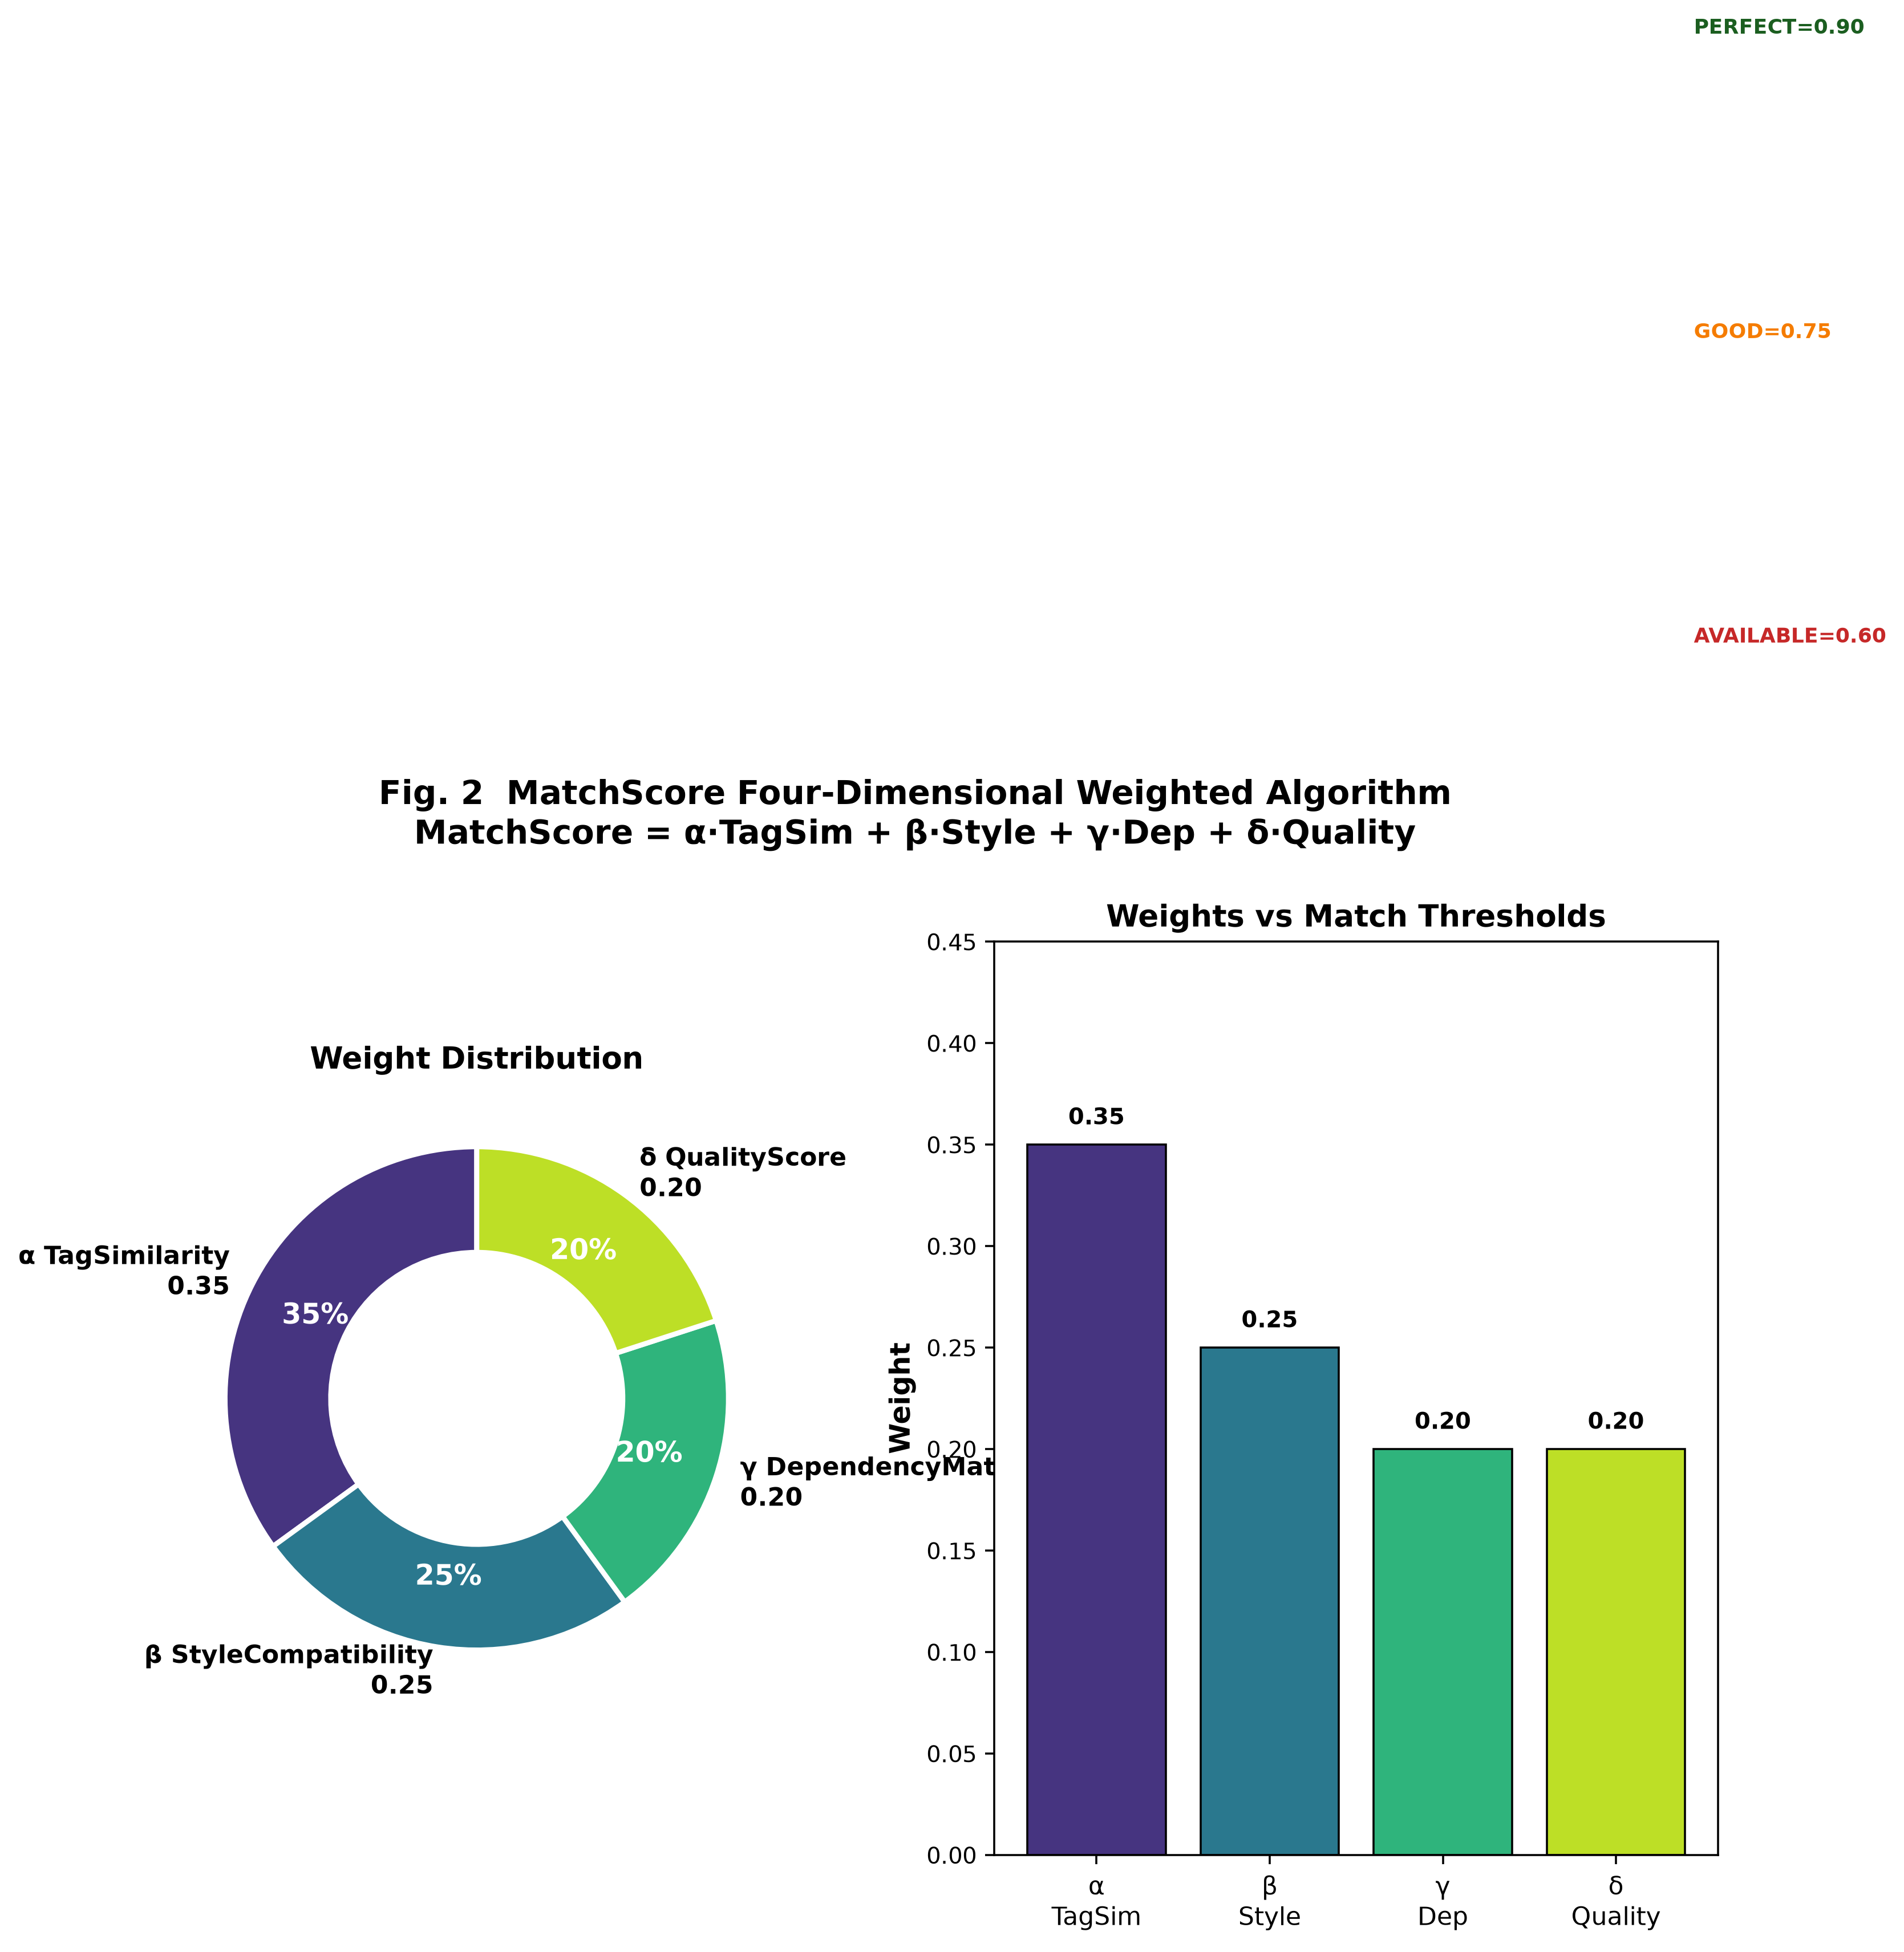 PERFECT=0.90
GOOD=0.75
AVAILABLE=0.60
Fig. 2  MatchScore Four-Dimensional Weighted Algorithm
MatchScore = α·TagSim + β·Style + γ·Dep + δ·Quality
Weight Distribution
δ QualityScore
0.20
20%
α TagSimilarity
0.35
35%
20%
γ DependencyMat
0.20
25%
β StyleCompatibility
0.25
Weights vs Match Thresholds
Weight
0.45
0.40
0.35
0.30
0.25
0.20
0.15
0.10
0.05
0.00
0.35
0.25
0.20
0.20
α
TagSim
β
Style
γ
Dep
δ
Quality